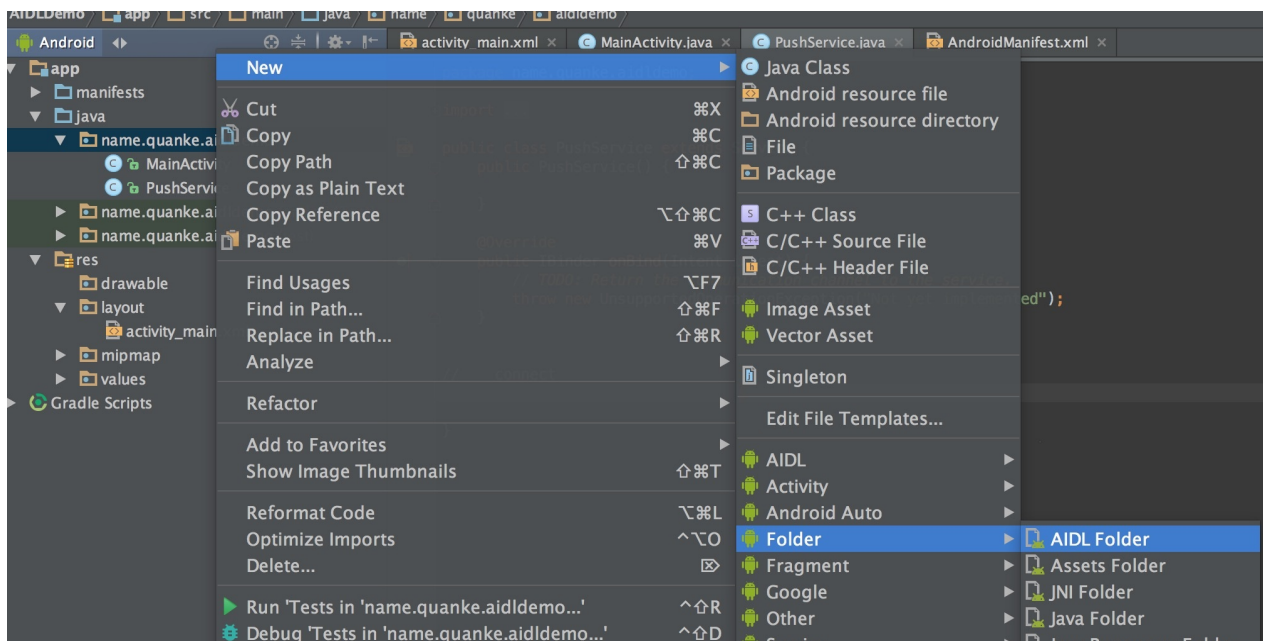 AIDLDemo app src main java name quanke aidldemo
Android
activity_main.xml × MainActivity.java × PushService.java × AndroidManifest.xml ×
app
manifests
java
name.quanke.ai
MainActivi
PushServi
name.quanke.ai
name.quanke.ai
res
drawable
layout
activity_main
mipmap
values
Gradle Scripts
New
Cut ⌘X
Copy ⌘C
Copy Path ⇧⌘C
Copy as Plain Text
Copy Reference ⌥⇧⌘C
Paste ⌘V
Find Usages ⌥F7
Find in Path... ⇧⌘F
Replace in Path... ⇧⌘R
Analyze
Refactor
Add to Favorites
Show Image Thumbnails ⇧⌘T
Reformat Code ⌥⌘L
Optimize Imports ^⌥O
Delete... ⌦
Run 'Tests in 'name.quanke.aidldemo...' ^⇧R
Debug 'Tests in 'name.quanke.aidldemo...' ^⇧D
Java Class
Android resource file
Android resource directory
File
Package
C++ Class
C/C++ Source File
C/C++ Header File
Image Asset
Vector Asset
Singleton
Edit File Templates...
AIDL
Activity
Android Auto
Folder
Fragment
Google
Other
AIDL Folder
Assets Folder
JNI Folder
Java Folder
ed");